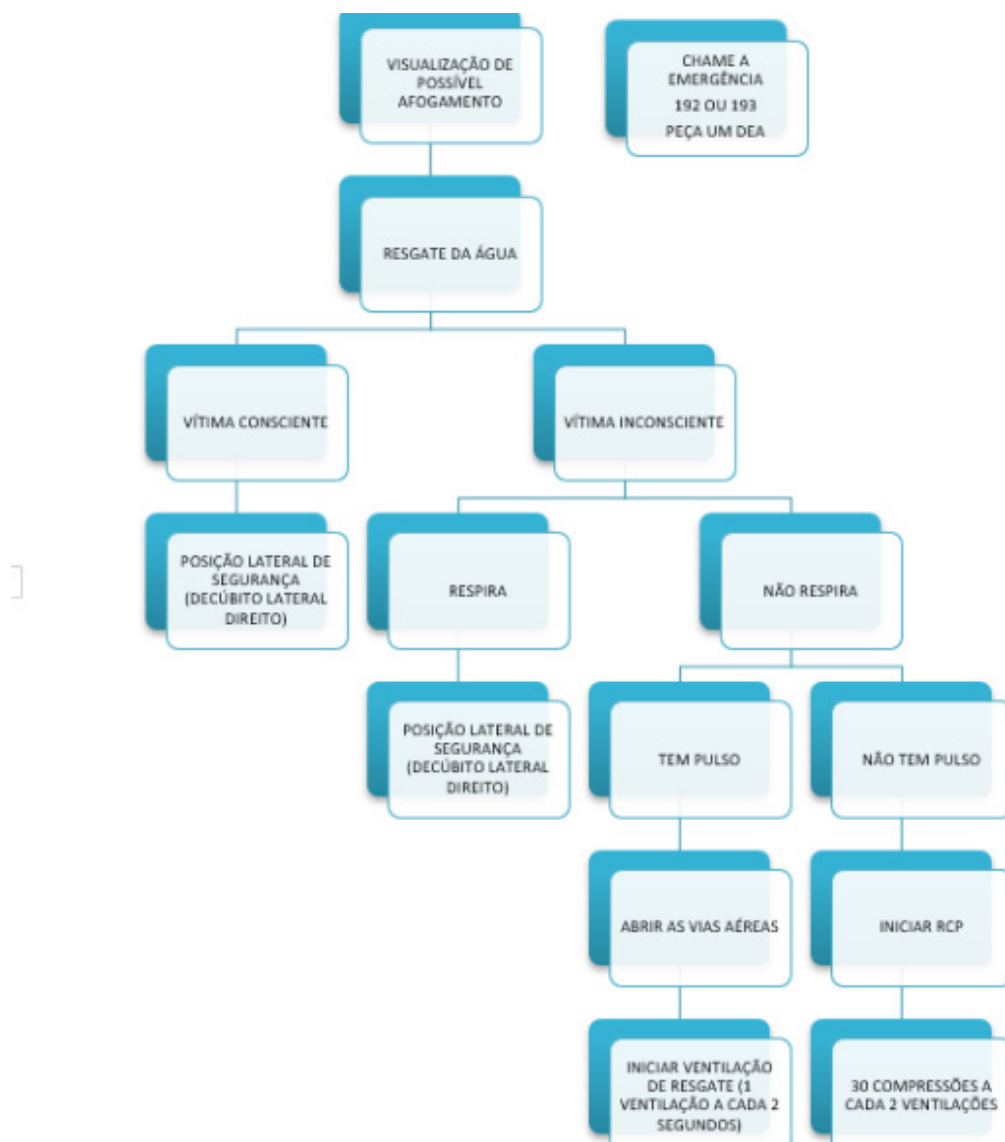 VISUALIZAÇÃO DE
POSSÍVEL
AFOGAMENTO
CHAME A
EMERGÊNCIA
192 OU 193
PEÇA UM DEA
RESGATE DA ÁGUA
VÍTIMA CONSCIENTE
VÍTIMA INCONSCIENTE
POSIÇÃO LATERAL DE
SEGURANÇA
(DECÚBITO LATERAL
DIREITO)
RESPIRA
NÃO RESPIRA
POSIÇÃO LATERAL DE
SEGURANÇA
(DECÚBITO LATERAL
DIREITO)
TEM PULSO
NÃO TEM PULSO
ABRIR AS VIAS AÉREAS
INICIAR RCP
INICIAR VENTILAÇÃO
DE RESGATE (1
VENTILAÇÃO A CADA 2
SEGUNDOS)
30 COMPRESSÕES A
CADA 2 VENTILAÇÕES